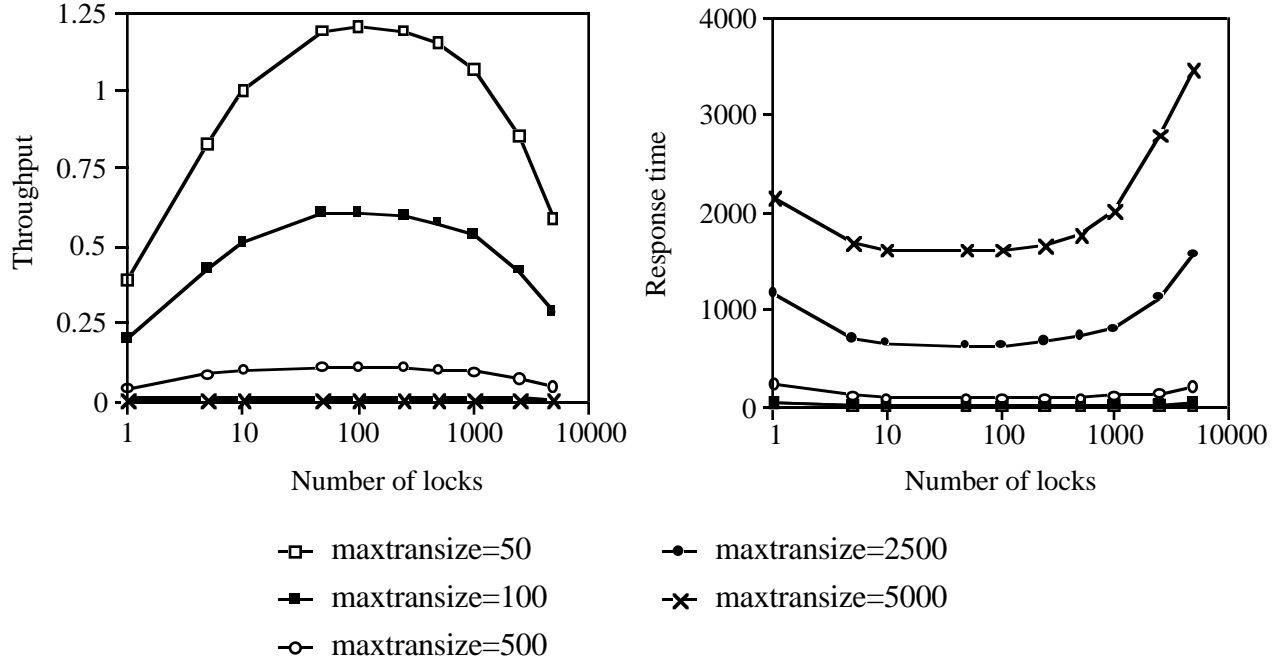 1.25
1
0.75
0.5
0.25
0
Throughput
1 10 100 1000 10000
Number of locks
4000
3000
2000
1000
0
Response time
1 10 100 1000 10000
Number of locks
maxtransize=50
maxtransize=100
maxtransize=500
maxtransize=2500
maxtransize=5000